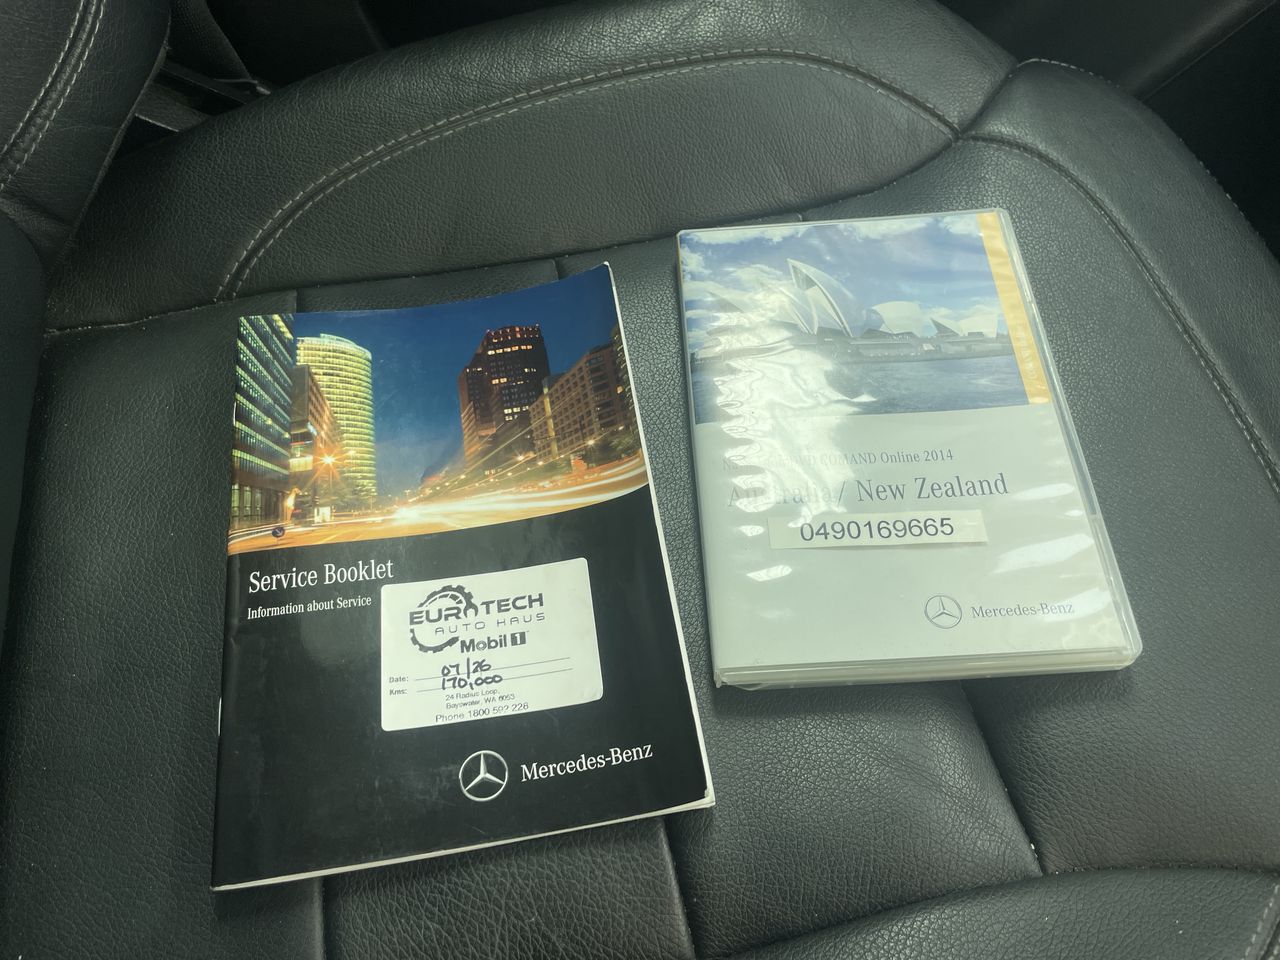 Service Booklet
Information about Service
EUROTECH
AUTO HAUS
Mobil 1
Date: 07/26
Kms: 170,000
24 Radius Loop,
Bayswater, WA 6053
Phone 1800 592 228
Mercedes-Benz
COMAND Online 2014
Australia / New Zealand
0490169665
Mercedes-Benz